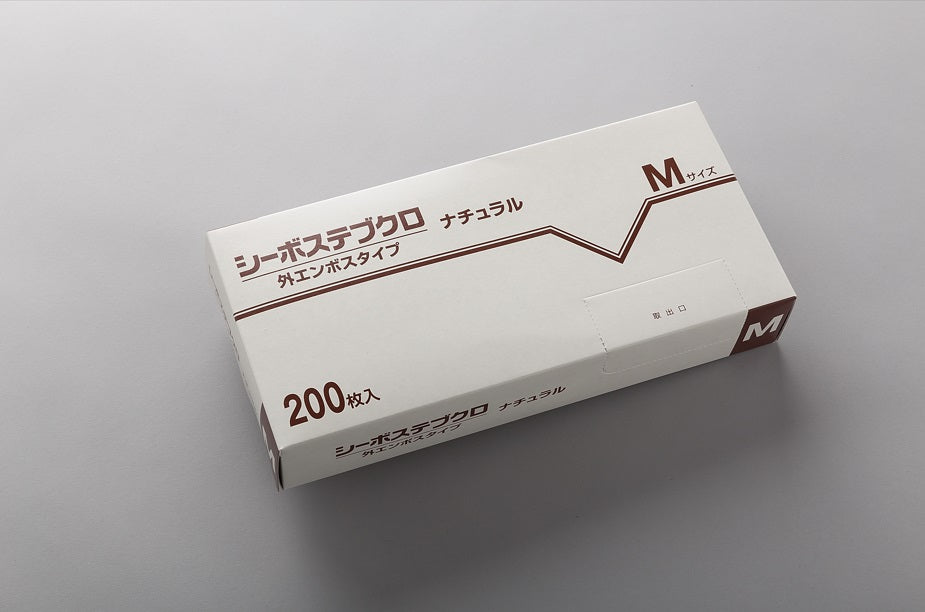 シーボステブクロ ナチュラル
外エンボスタイプ
Mサイズ
取出口
M
200枚入
シーボステブクロ ナチュラル
外エンボスタイプ